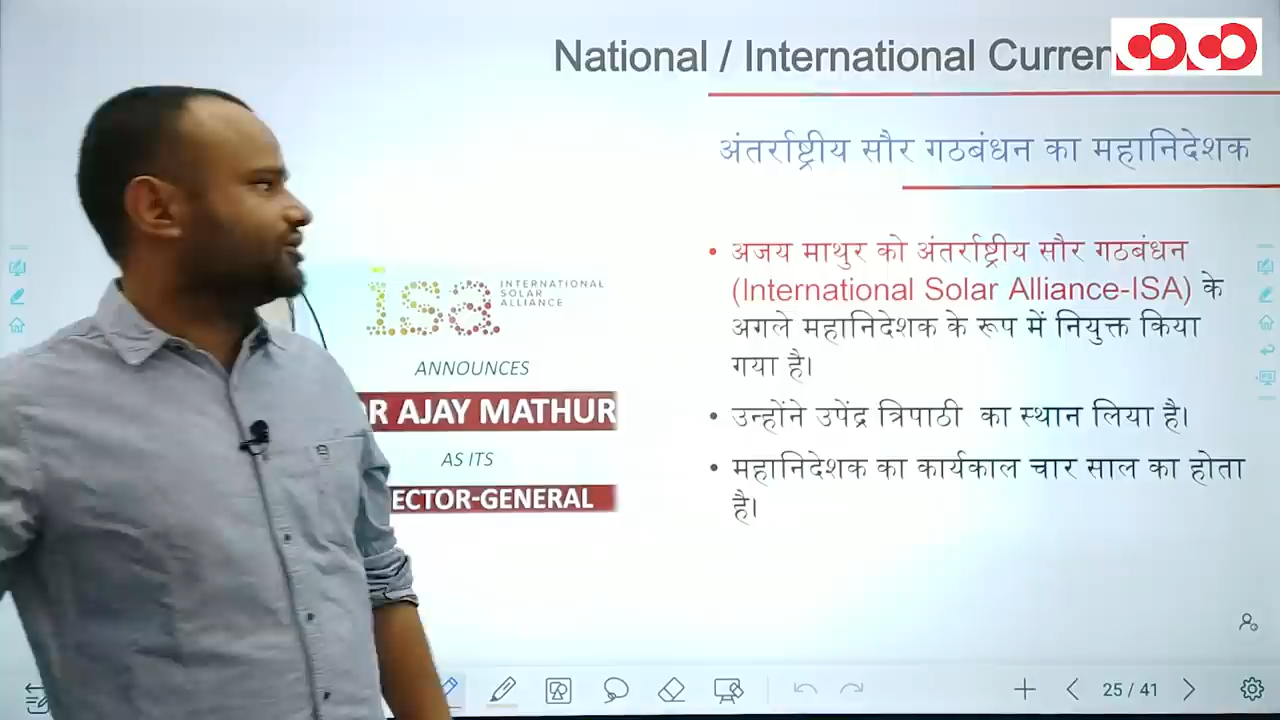 National / International
अंतर्राष्ट्रीय सौर गठबंधन का महानिदेशक
• अजय माथुर को अंतर्राष्ट्रीय सौर गठबंधन
(International Solar Alliance-ISA) के
अगले महानिदेशक के रूप में नियुक्त किया
गया है।
• उन्होंने उपेंद्र त्रिपाठी का स्थान लिया है।
• महानिदेशक का कार्यकाल चार साल का होता
है।
isa INTERNATIONAL
SOLAR
ALLIANCE
ANNOUNCES
AJAY MATHUR
AS ITS
ECTOR-GENERAL
25 / 41